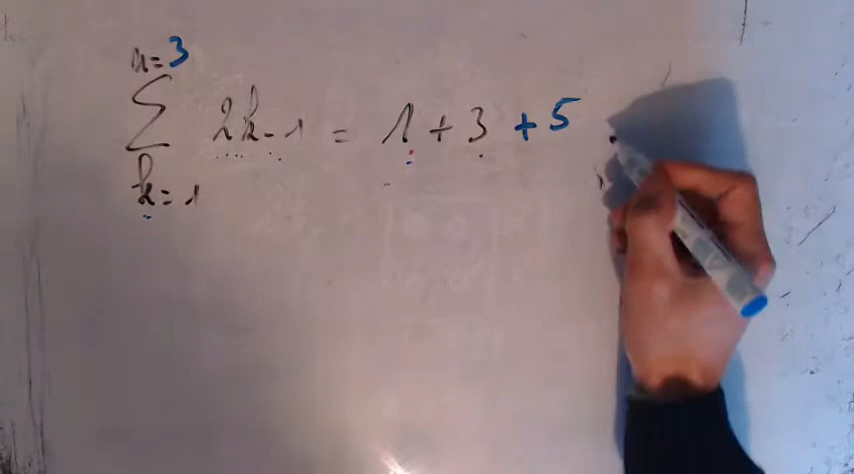 n=3
∑ 2k-1 = 1+3+5
k=1